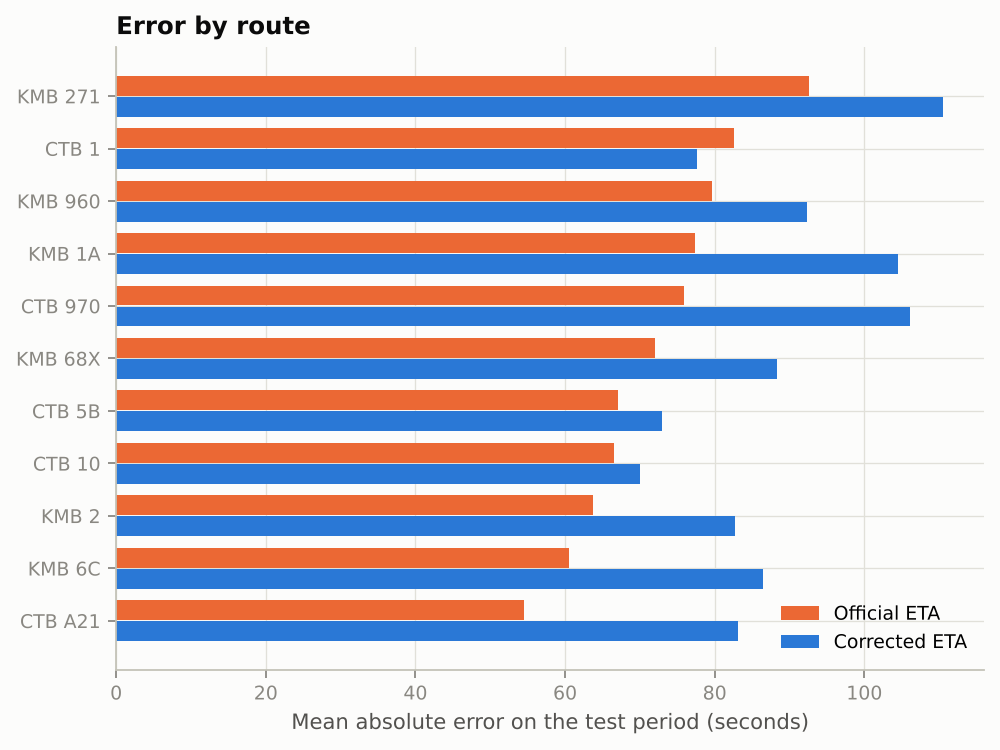 Error by route
KMB 271
CTB 1
KMB 960
KMB 1A
CTB 970
KMB 68X
CTB 5B
CTB 10
KMB 2
KMB 6C
CTB A21
Official ETA
Corrected ETA
0 20 40 60 80 100
Mean absolute error on the test period (seconds)